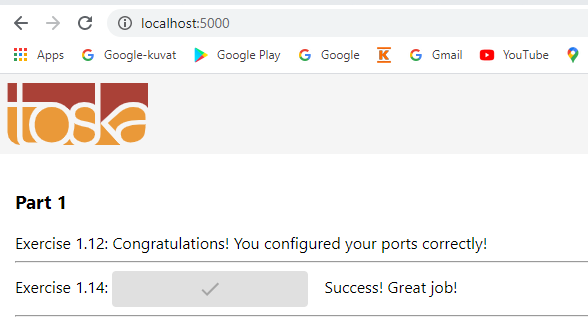 localhost:5000
Apps Google-kuvat Google Play Google Gmail YouTube
toska
Part 1
Exercise 1.12: Congratulations! You configured your ports correctly!
Exercise 1.14: Success! Great job!